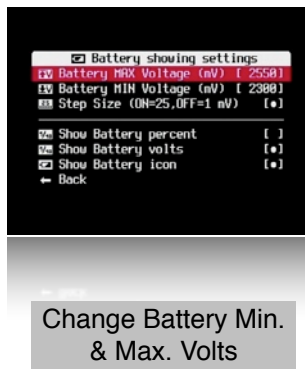 Battery showing settings
Battery MAX Voltage (mV) [ 2550]
Battery MIN Voltage (mV) [ 2300]
Step Size (ON=25,OFF=1 mV) [•]
Show Battery percent [ ]
Show Battery volts [•]
Show Battery icon [•]
← Back
Change Battery Min.
& Max. Volts